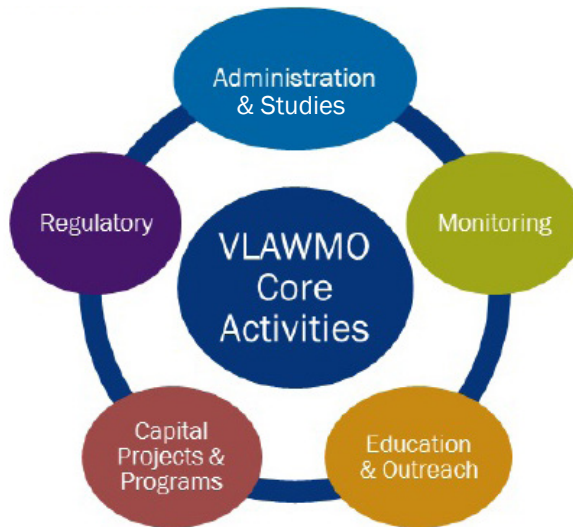 Administration
& Studies
Regulatory
Monitoring
VLAWMO
Core
Activities
Capital
Projects &
Programs
Education
& Outreach